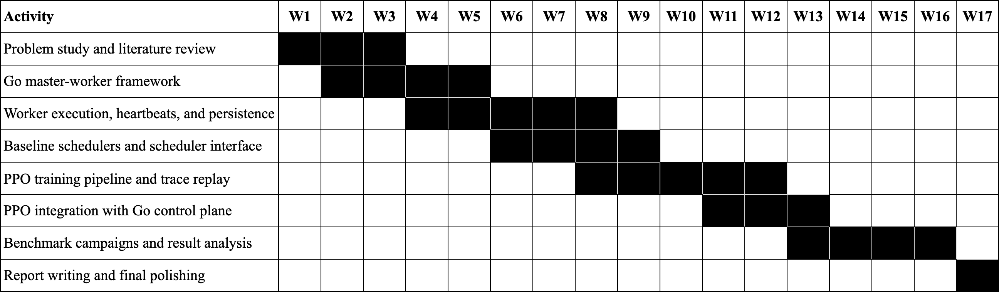 Activity W1 W2 W3 W4 W5 W6 W7 W8 W9 W10 W11 W12 W13 W14 W15 W16 W17
Problem study and literature review
Go master-worker framework
Worker execution, heartbeats, and persistence
Baseline schedulers and scheduler interface
PPO training pipeline and trace replay
PPO integration with Go control plane
Benchmark campaigns and result analysis
Report writing and final polishing